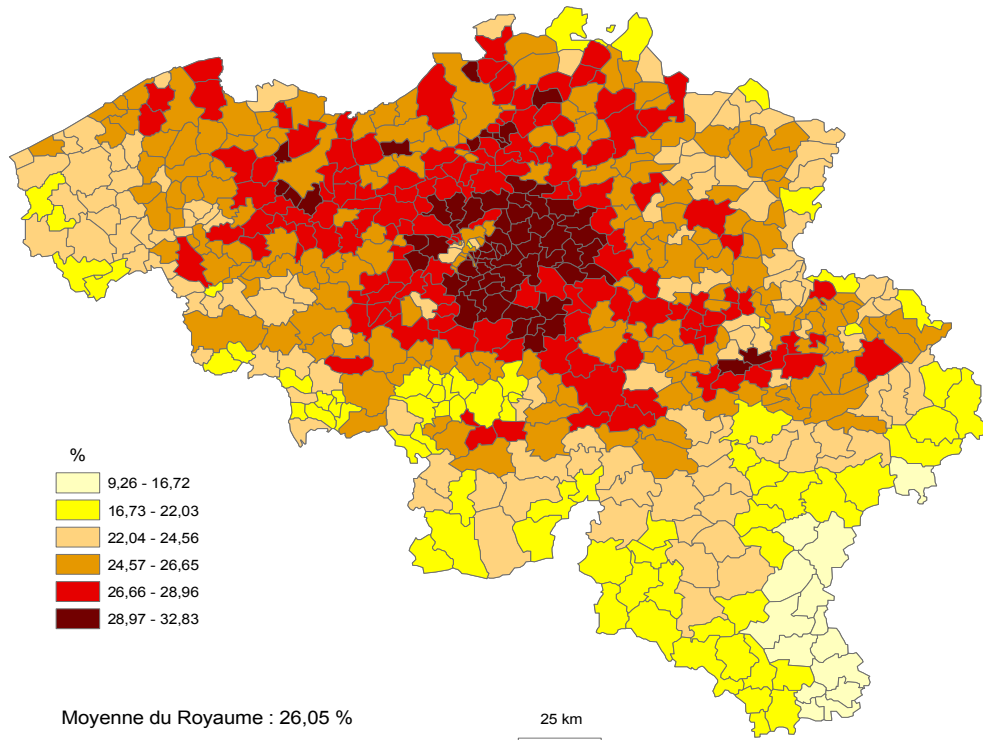 %
9,26 - 16,72
16,73 - 22,03
22,04 - 24,56
24,57 - 26,65
26,66 - 28,96
28,97 - 32,83
Moyenne du Royaume : 26,05 %
25 km